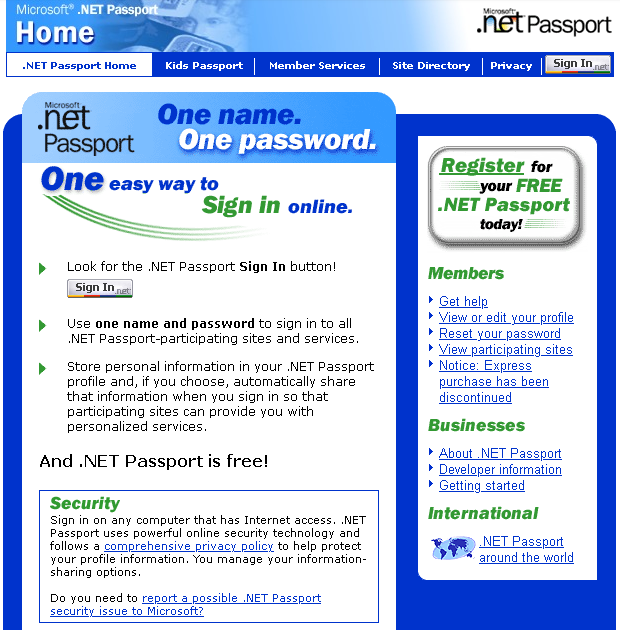 Microsoft® .NET Passport
Home
Microsoft
.net Passport
.NET Passport Home
Kids Passport
Member Services
Site Directory
Privacy
Sign In .net
Microsoft
.net
Passport
One name.
One password.
One easy way to
Sign in online.
Look for the .NET Passport Sign In button!
Sign In .net
Use one name and password to sign in to all
.NET Passport-participating sites and services.
Store personal information in your .NET Passport
profile and, if you choose, automatically share
that information when you sign in so that
participating sites can provide you with
personalized services.
And .NET Passport is free!
Security
Sign in on any computer that has Internet access. .NET
Passport uses powerful online security technology and
follows a comprehensive privacy policy to help protect
your profile information. You manage your information-
sharing options.
Do you need to report a possible .NET Passport
security issue to Microsoft?
Register for
your FREE
.NET Passport
today!
Members
Get help
View or edit your profile
Reset your password
View participating sites
Notice: Express
purchase has been
discontinued
Businesses
About .NET Passport
Developer information
Getting started
International
.NET Passport
around the world